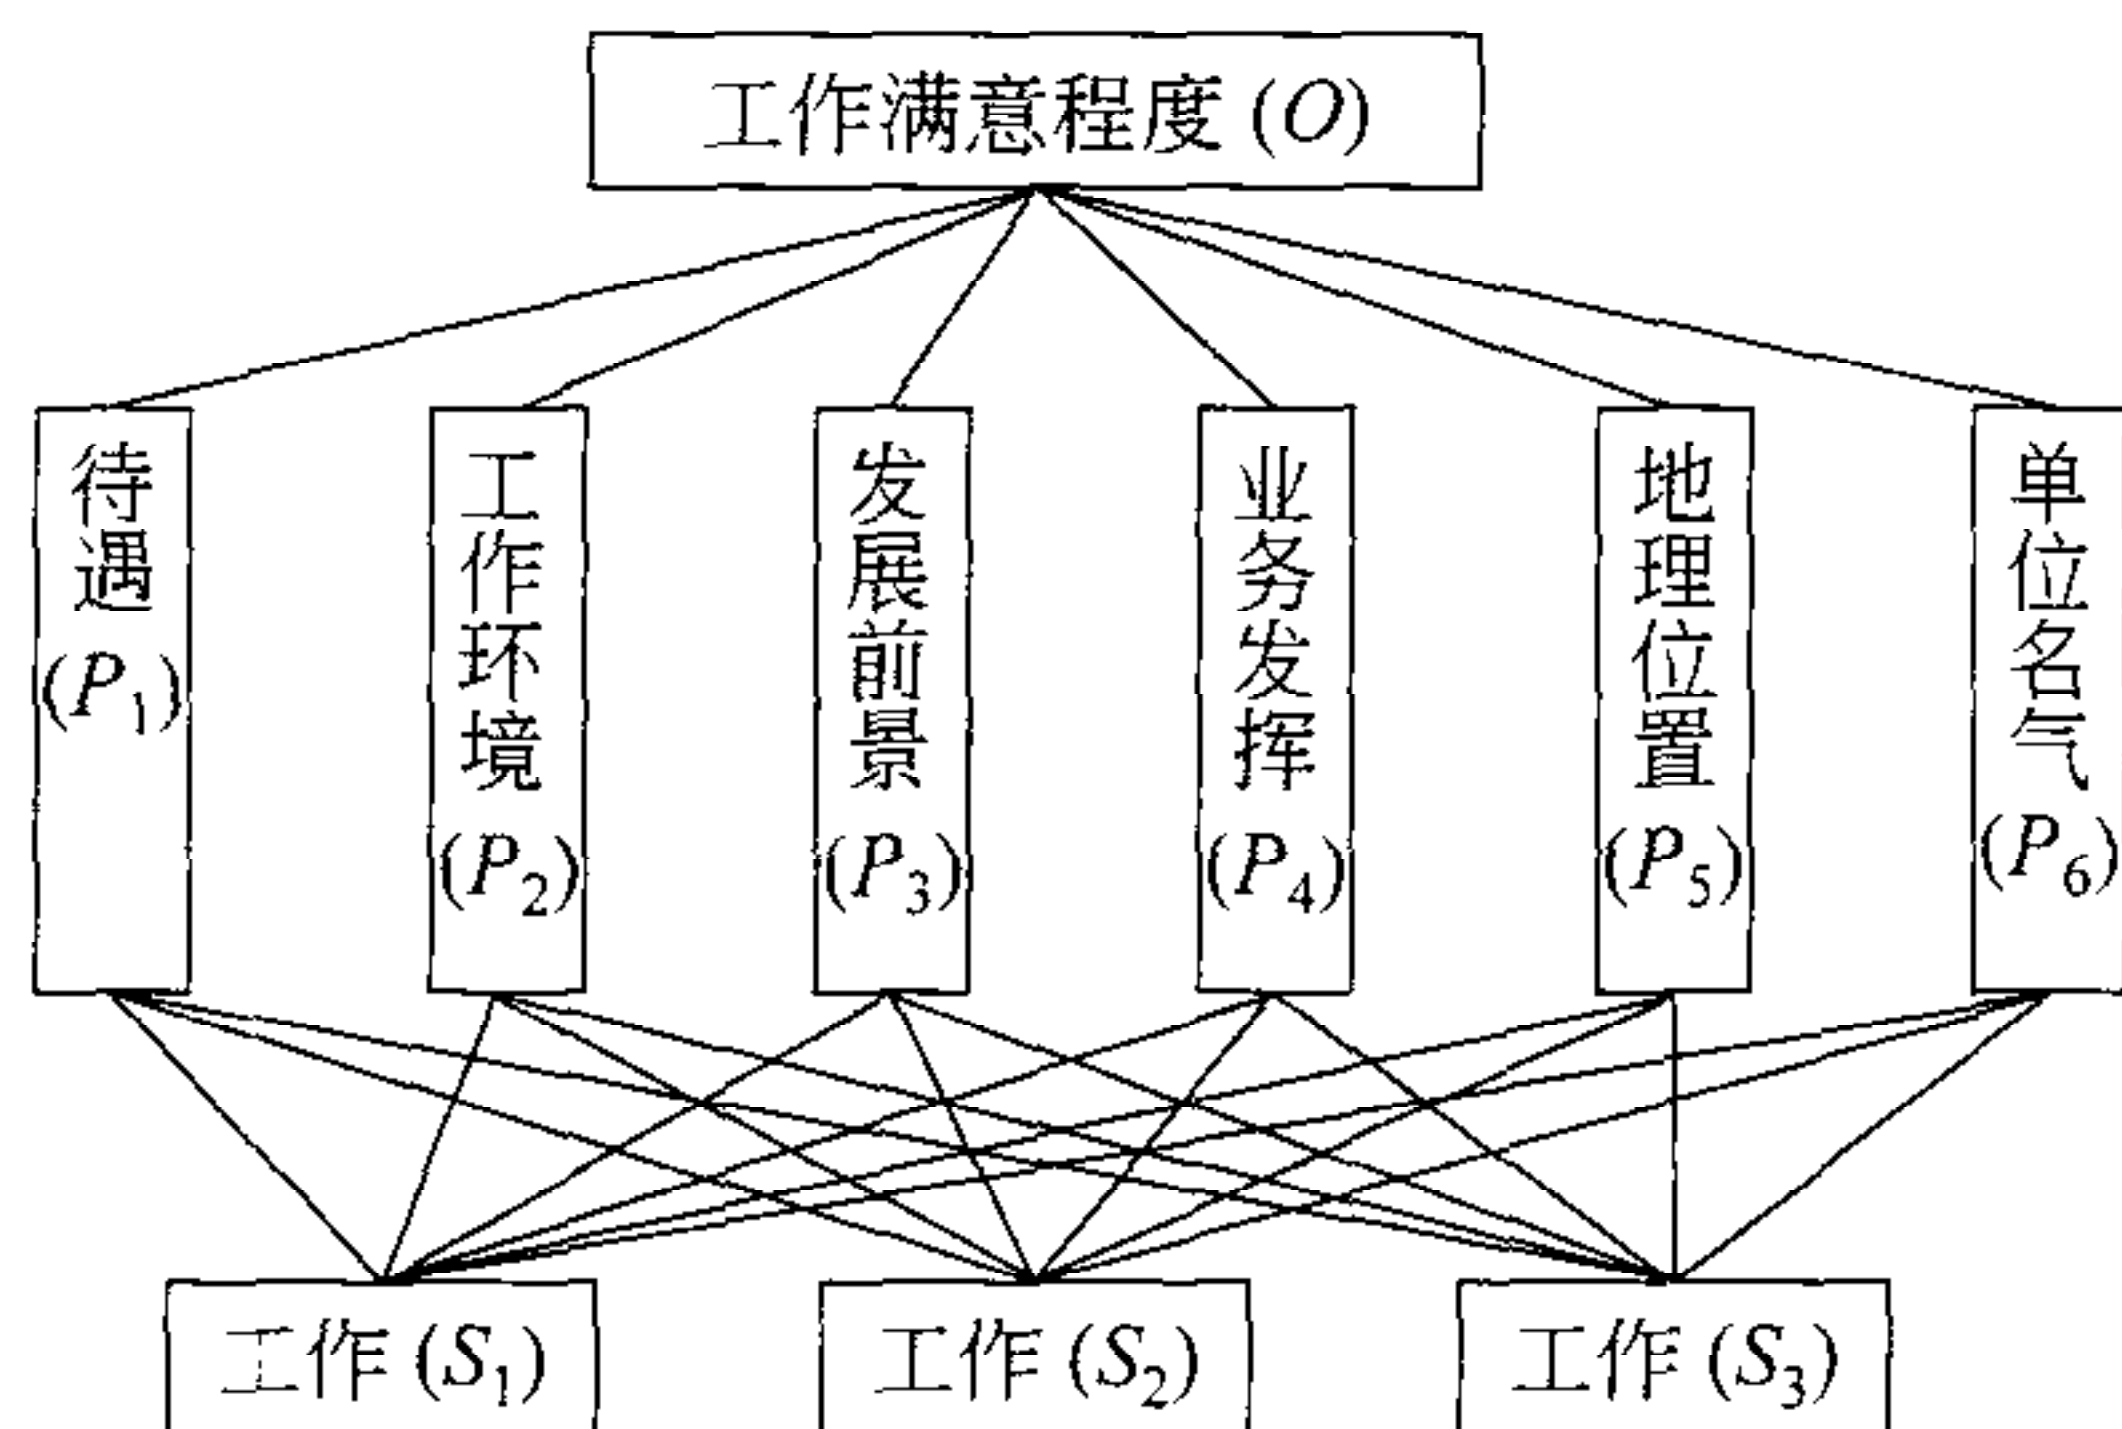 工作满意程度 (O)
待遇 (P1)
工作环境 (P2)
发展前景 (P3)
业务发挥 (P4)
地理位置 (P5)
单位名气 (P6)
工作 (S1)
工作 (S2)
工作 (S3)